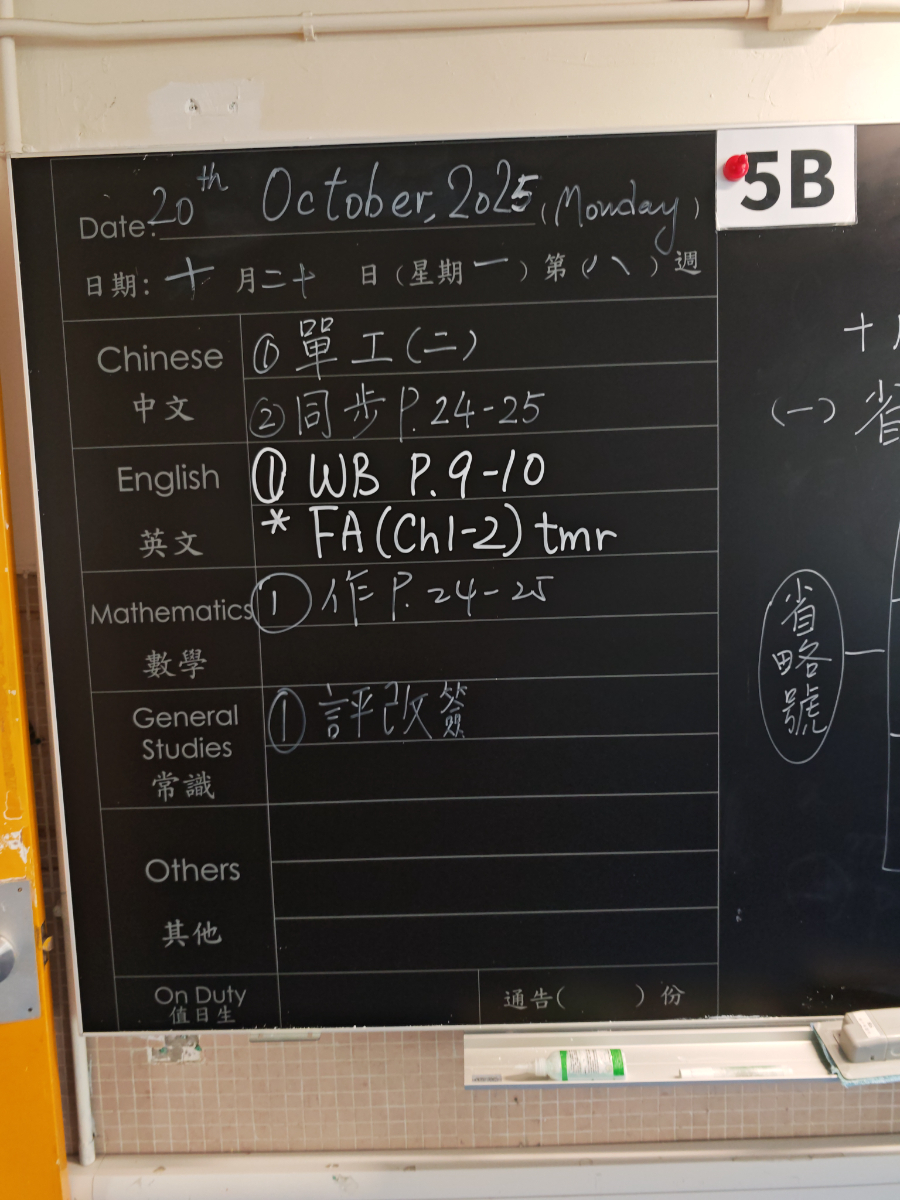 5B
Date: 20th October, 2025 (Monday)
日期: 十 月二十 日 (星期一) 第 (八) 週
Chinese
中文
① 單工(二)
② 同步 P.24-25
English
英文
① WB P.9-10
* FA(Ch1-2) tmr
Mathematics
數學
① 作 P.24-25
General
Studies
常識
① 評改簽
Others
其他
On Duty
值日生
通告( )份
十
(一) 省
省略號